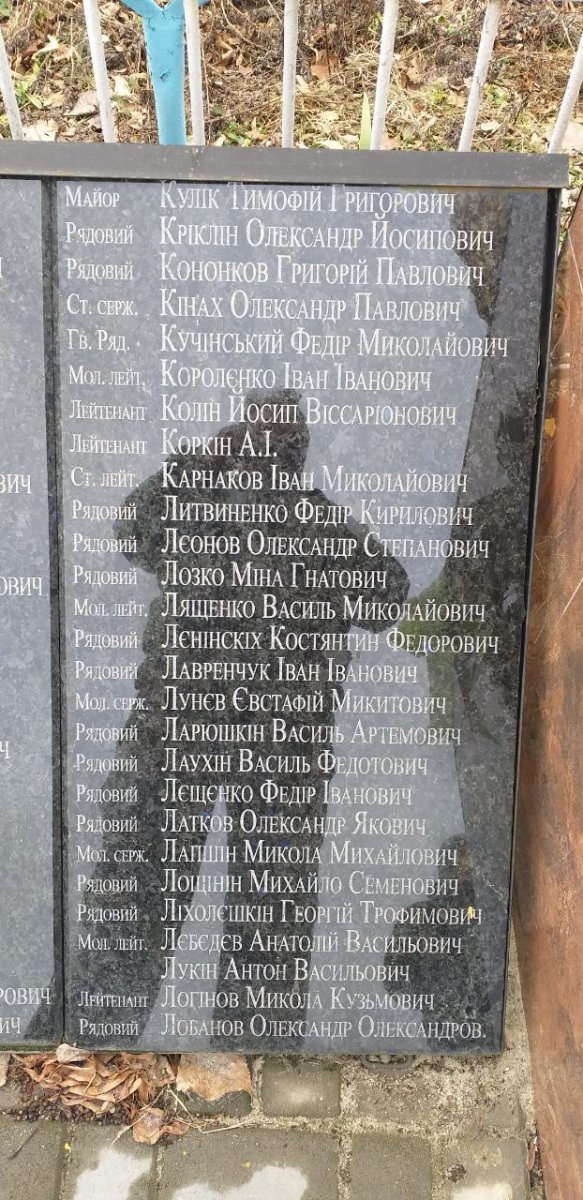 Майор Кулік Тимофій Григорович
Рядовий Кріклін Олександр Йосипович
Рядовий Кононков Григорій Павлович
Ст. серж. Кінах Олександр Павлович
Гв. Ряд. Кучінський Федір Миколайович
Мол. лейт. Королєнко Іван Іванович
Лейтенант Колін Йосип Віссаріонович
Лейтенант Коркін А.І.
Ст. лейт. Карнаков Іван Миколайович
Рядовий Литвиненко Федір Кирилович
Рядовий Лєонов Олександр Степанович
Рядовий Лозко Міна Гнатович
Мол. лейт. Лященко Василь Миколайович
Рядовий Лєнінскіх Костянтин Федорович
Рядовий Лавренчук Іван Іванович
Мол. серж. Лунєв Євстафій Микитович
Рядовий Ларюшкін Василь Артемович
Рядовий Лаухін Василь Федотович
Рядовий Лєщєнко Федір Іванович
Рядовий Латков Олександр Якович
Мол. серж. Лапшін Микола Михайлович
Рядовий Лощінін Михайло Семенович
Рядовий Ліхолєшкін Георгій Трофимович
Мол. лейт. Лєбєдєв Анатолій Васильович
Лукін Антон Васильович
Лейтенант Логінов Микола Кузьмович
Рядовий Лобанов Олександр Олександров.